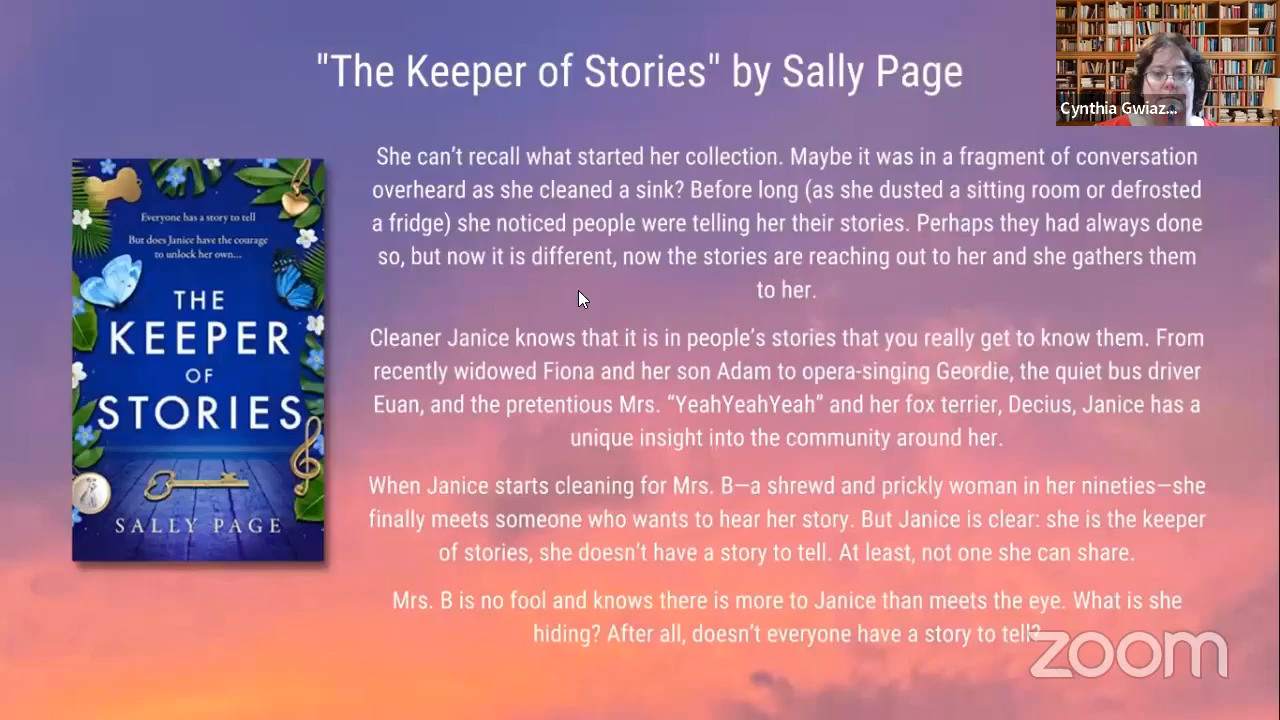 "The Keeper of Stories" by Sally Page
Cynthia Gwiaz...
She can’t recall what started her collection. Maybe it was in a fragment of conversation
overheard as she cleaned a sink? Before long (as she dusted a sitting room or defrosted
a fridge) she noticed people were telling her their stories. Perhaps they had always done
so, but now it is different, now the stories are reaching out to her and she gathers them
to her.
Cleaner Janice knows that it is in people’s stories that you really get to know them. From
recently widowed Fiona and her son Adam to opera-singing Geordie, the quiet bus driver
Euan, and the pretentious Mrs. “YeahYeahYeah” and her fox terrier, Decius, Janice has a
unique insight into the community around her.
When Janice starts cleaning for Mrs. B—a shrewd and prickly woman in her nineties—she
finally meets someone who wants to hear her story. But Janice is clear: she is the keeper
of stories, she doesn’t have a story to tell. At least, not one she can share.
Mrs. B is no fool and knows there is more to Janice than meets the eye. What is she
hiding? After all, doesn’t everyone have a story to tell?
Everyone has a story to tell
But does Janice have the courage
to unlock her own...
THE
KEEPER
OF
STORIES
SALLY PAGE
zoom